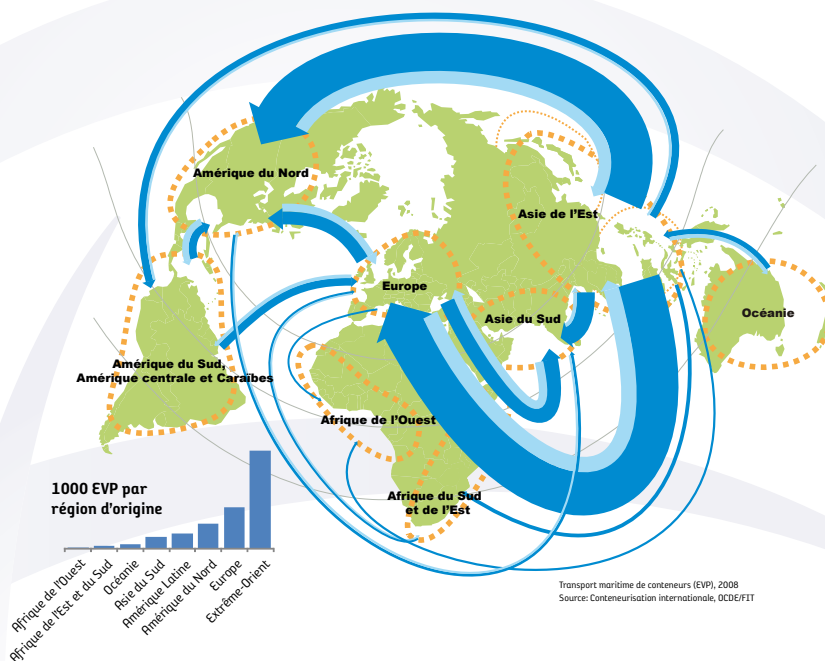 Amérique du Nord
Asie de l'Est
Europe
Asie du Sud
Océanie
Amérique du Sud,
Amérique centrale et Caraïbes
Afrique de l'Ouest
Afrique du Sud
et de l'Est
1000 EVP par
région d'origine
Afrique de l'Ouest
Afrique de l'Est et du Sud
Océanie
Asie du Sud
Amérique Latine
Amérique du Nord
Europe
Extrême-Orient
Transport maritime de conteneurs (EVP), 2008
Source: Conteneurisation internationale, OCDE/FIT